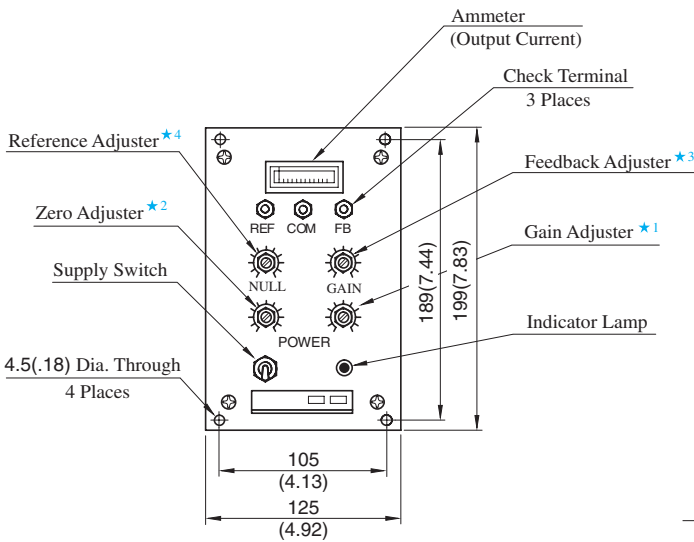 Ammeter
(Output Current)
Check Terminal
3 Places
Reference Adjuster ★4
Feedback Adjuster ★3
Zero Adjuster ★2
REF COM FB
Gain Adjuster ★1
Supply Switch
NULL GAIN
189(7.44)
199(7.83)
Indicator Lamp
POWER
4.5(.18) Dia. Through
4 Places
105
(4.13)
125
(4.92)